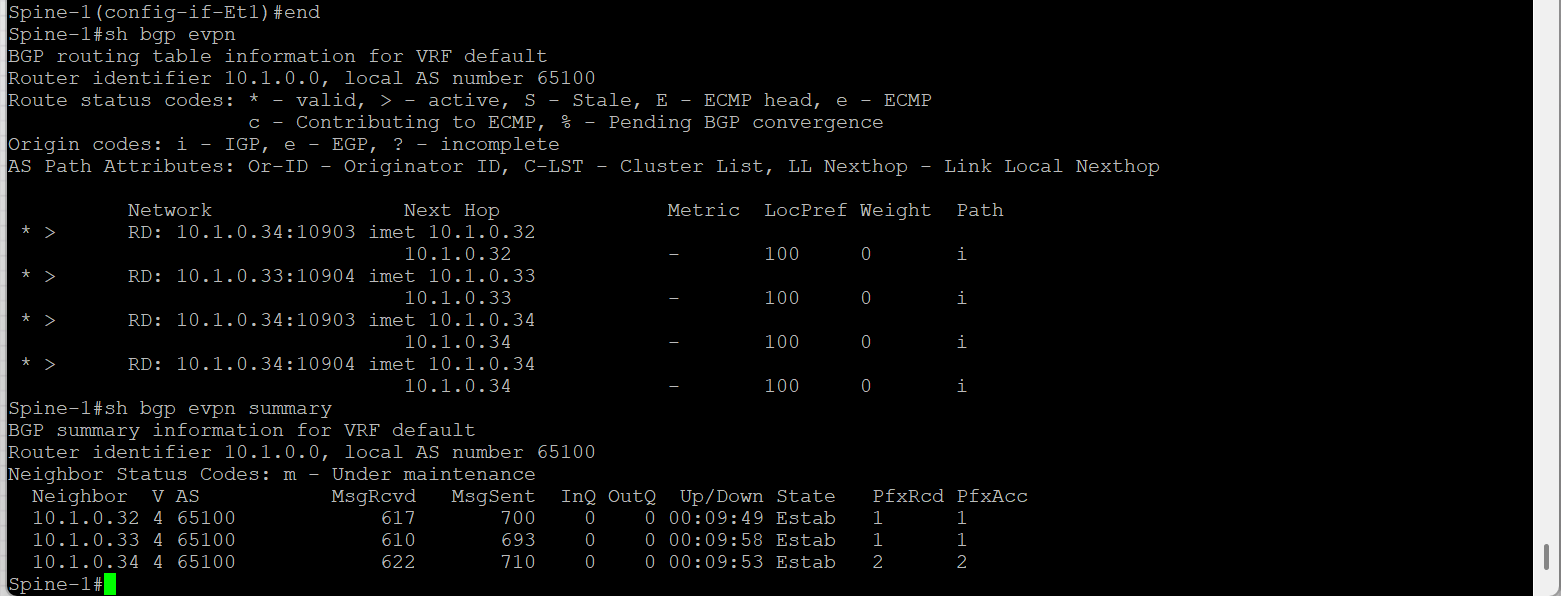 Spine-1(config-if-Et1)#end
Spine-1#sh bgp evpn
BGP routing table information for VRF default
Router identifier 10.1.0.0, local AS number 65100
Route status codes: * - valid, > - active, S - Stale, E - ECMP head, e - ECMP
                    c - Contributing to ECMP, % - Pending BGP convergence
Origin codes: i - IGP, e - EGP, ? - incomplete
AS Path Attributes: Or-ID - Originator ID, C-LST - Cluster List, LL Nexthop - Link Local Nexthop

          Network                Next Hop              Metric  LocPref Weight  Path
 * >      RD: 10.1.0.34:10903 imet 10.1.0.32
                                 10.1.0.32             -       100     0       i
 * >      RD: 10.1.0.33:10904 imet 10.1.0.33
                                 10.1.0.33             -       100     0       i
 * >      RD: 10.1.0.34:10903 imet 10.1.0.34
                                 10.1.0.34             -       100     0       i
 * >      RD: 10.1.0.34:10904 imet 10.1.0.34
                                 10.1.0.34             -       100     0       i
Spine-1#sh bgp evpn summary
BGP summary information for VRF default
Router identifier 10.1.0.0, local AS number 65100
Neighbor Status Codes: m - Under maintenance
  Neighbor  V AS           MsgRcvd   MsgSent  InQ OutQ  Up/Down State   PfxRcd PfxAcc
  10.1.0.32 4 65100            617       700    0    0 00:09:49 Estab   1      1
  10.1.0.33 4 65100            610       693    0    0 00:09:58 Estab   1      1
  10.1.0.34 4 65100            622       710    0    0 00:09:53 Estab   2      2
Spine-1#